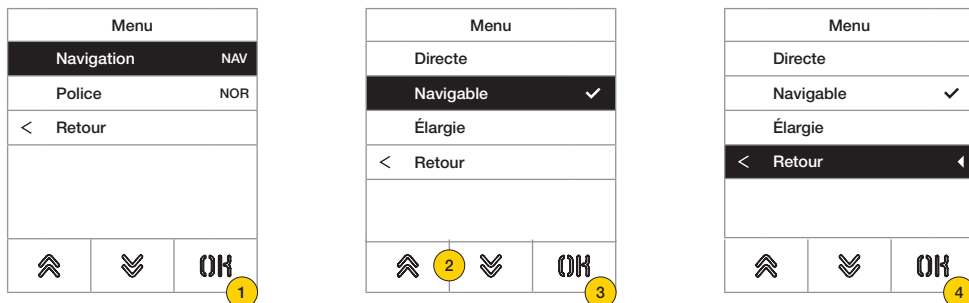 Menu
Navigation NAV
Police NOR
< Retour
OK
1
Menu
Directe
Navigable ✓
Élargie
< Retour
2
OK
3
Menu
Directe
Navigable ✓
Élargie
< Retour
OK
4